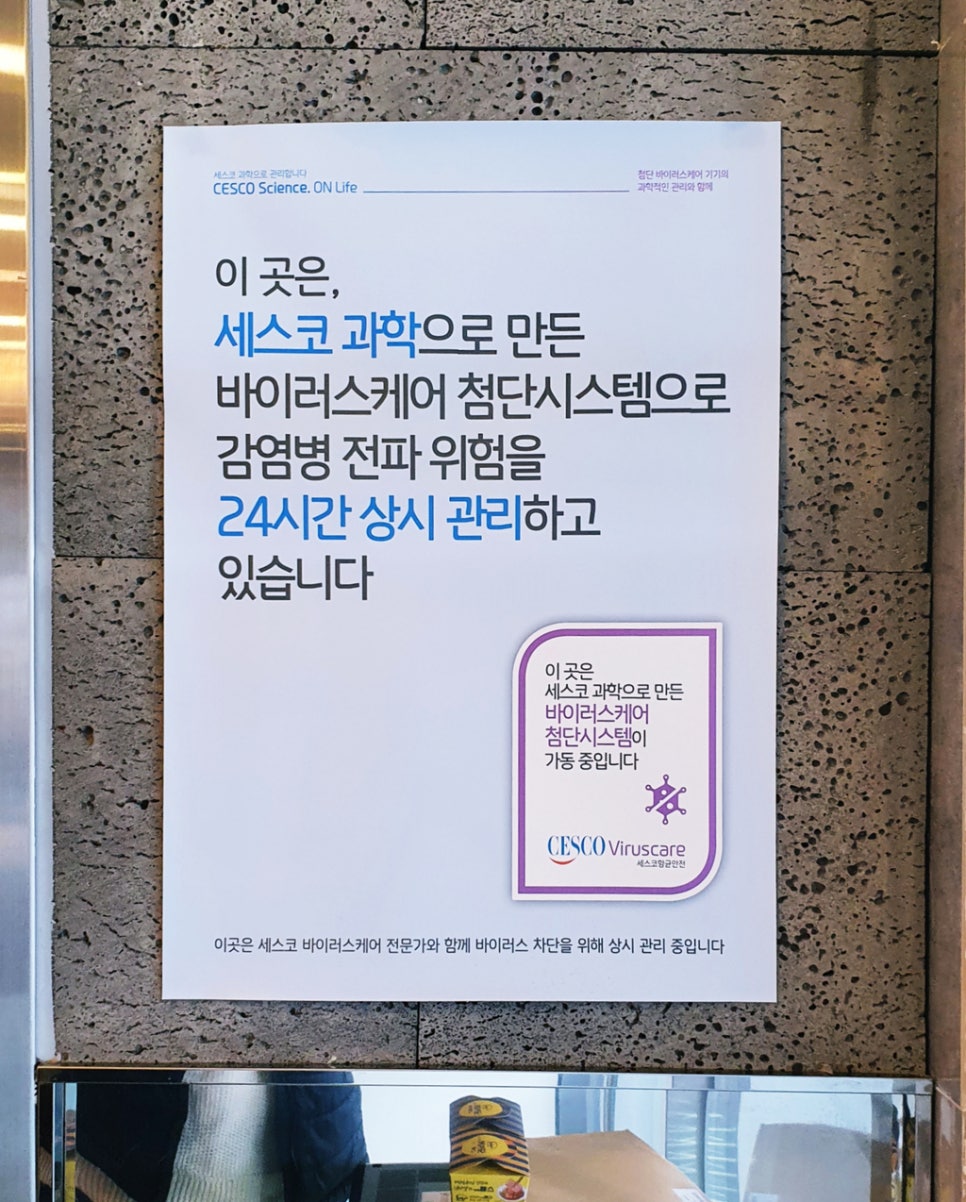 세스코 과학으로 관리합니다
CESCO Science. ON Life
첨단 바이러스케어 기기의
과학적인 관리와 함께
이 곳은,
세스코 과학으로 만든
바이러스케어 첨단시스템으로
감염병 전파 위험을
24시간 상시 관리하고
있습니다
이 곳은
세스코 과학으로 만든
바이러스케어
첨단시스템이
가동 중입니다
CESCO Viruscare
세스코항균안전
이곳은 세스코 바이러스케어 전문가와 함께 바이러스 차단을 위해 상시 관리 중입니다